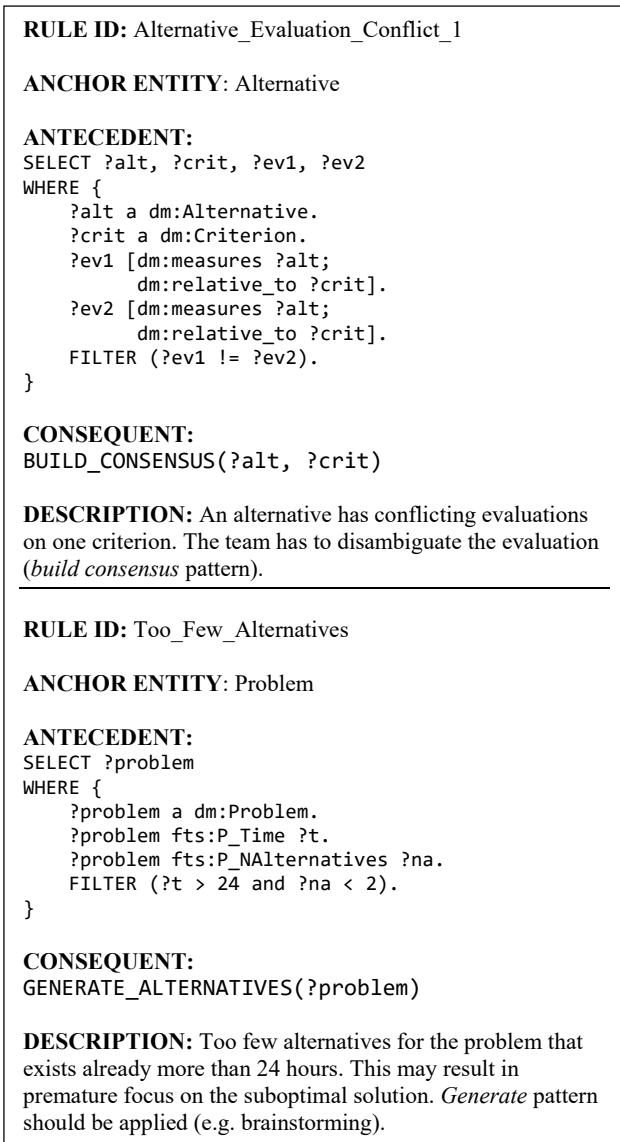 RULE ID: Alternative_Evaluation_Conflict_1
ANCHOR ENTITY: Alternative
ANTECEDENT:
SELECT ?alt, ?crit, ?ev1, ?ev2
WHERE {
    ?alt a dm:Alternative.
    ?crit a dm:Criterion.
    ?ev1 [dm:measures ?alt;
          dm:relative_to ?crit].
    ?ev2 [dm:measures ?alt;
          dm:relative_to ?crit].
    FILTER (?ev1 != ?ev2).
}
CONSEQUENT:
BUILD_CONSENSUS(?alt, ?crit)
DESCRIPTION: An alternative has conflicting evaluations
on one criterion. The team has to disambiguate the evaluation
(build consensus pattern).
RULE ID: Too_Few_Alternatives
ANCHOR ENTITY: Problem
ANTECEDENT:
SELECT ?problem
WHERE {
    ?problem a dm:Problem.
    ?problem fts:P_Time ?t.
    ?problem fts:P_NAlternatives ?na.
    FILTER (?t > 24 and ?na < 2).
}
CONSEQUENT:
GENERATE_ALTERNATIVES(?problem)
DESCRIPTION: Too few alternatives for the problem that
exists already more than 24 hours. This may result in
premature focus on the suboptimal solution. Generate pattern
should be applied (e.g. brainstorming).